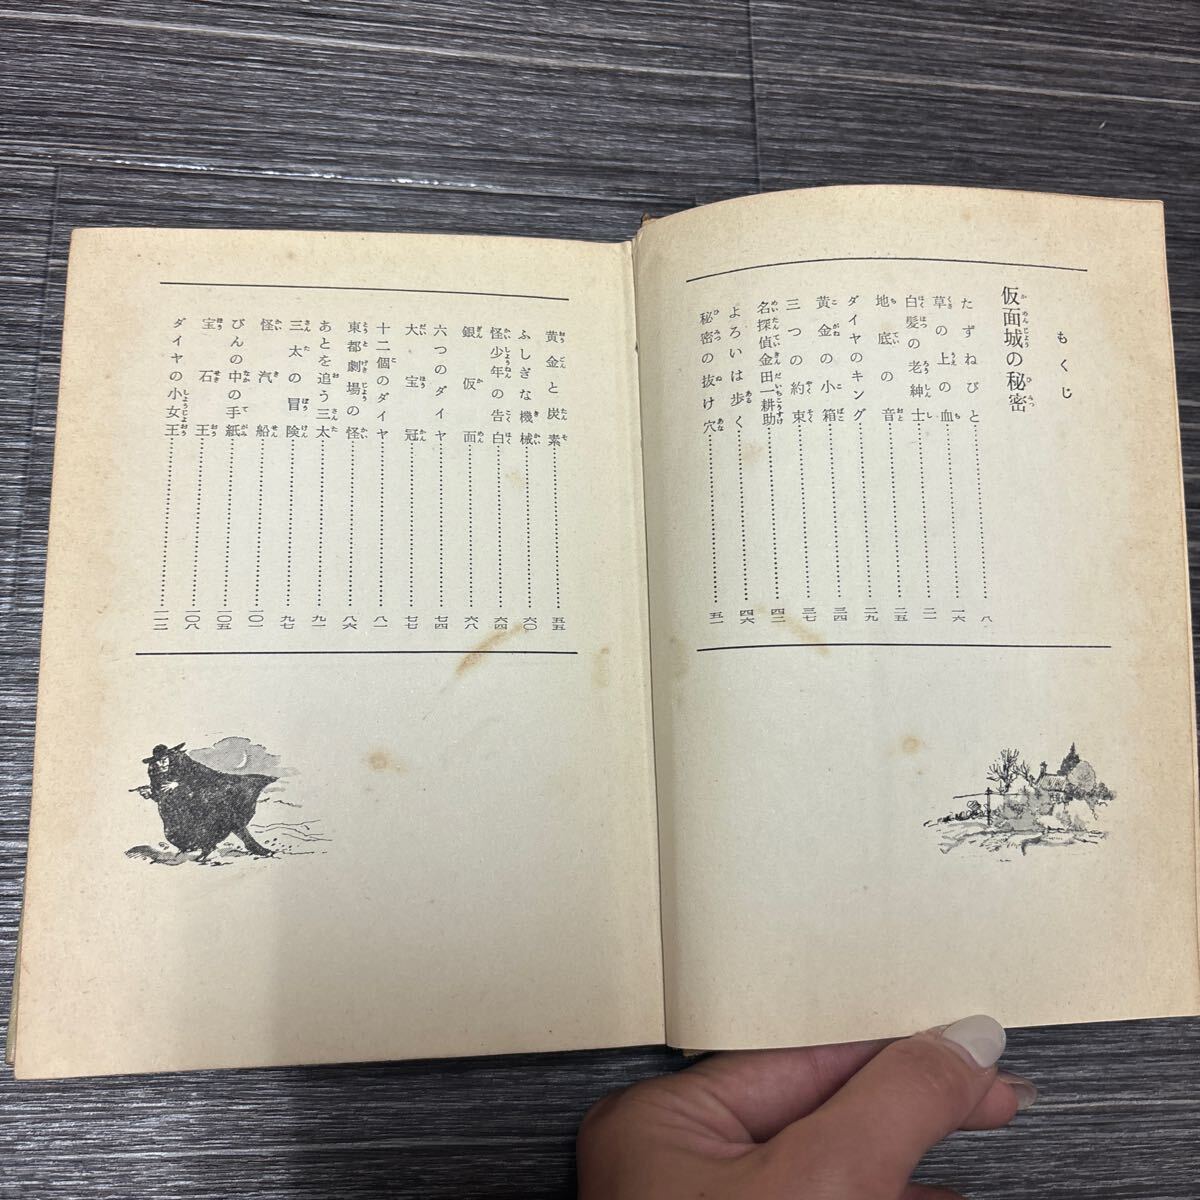 もくじ
仮面城の秘密
たずねびと……八
草の上の血……一六
白髪の老紳士……二一
地底の音……二五
ダイヤのキング……二九
黄金の小箱……三四
三つの約束……三七
名探偵金田一耕助……四二
よろいは歩く……四六
秘密の抜け穴……五一
黄金と炭素……五五
ふしぎな機械……六〇
怪少年の告白……六四
銀仮面……六八
六つのダイヤ……七四
大宝冠……七七
十二個のダイヤ……八一
東都劇場の怪……八六
あとを追う三太……九一
三太の冒険……九七
怪汽船……一〇一
びんの中の手紙……一〇五
宝石王……一〇八
ダイヤの小女王……一一二